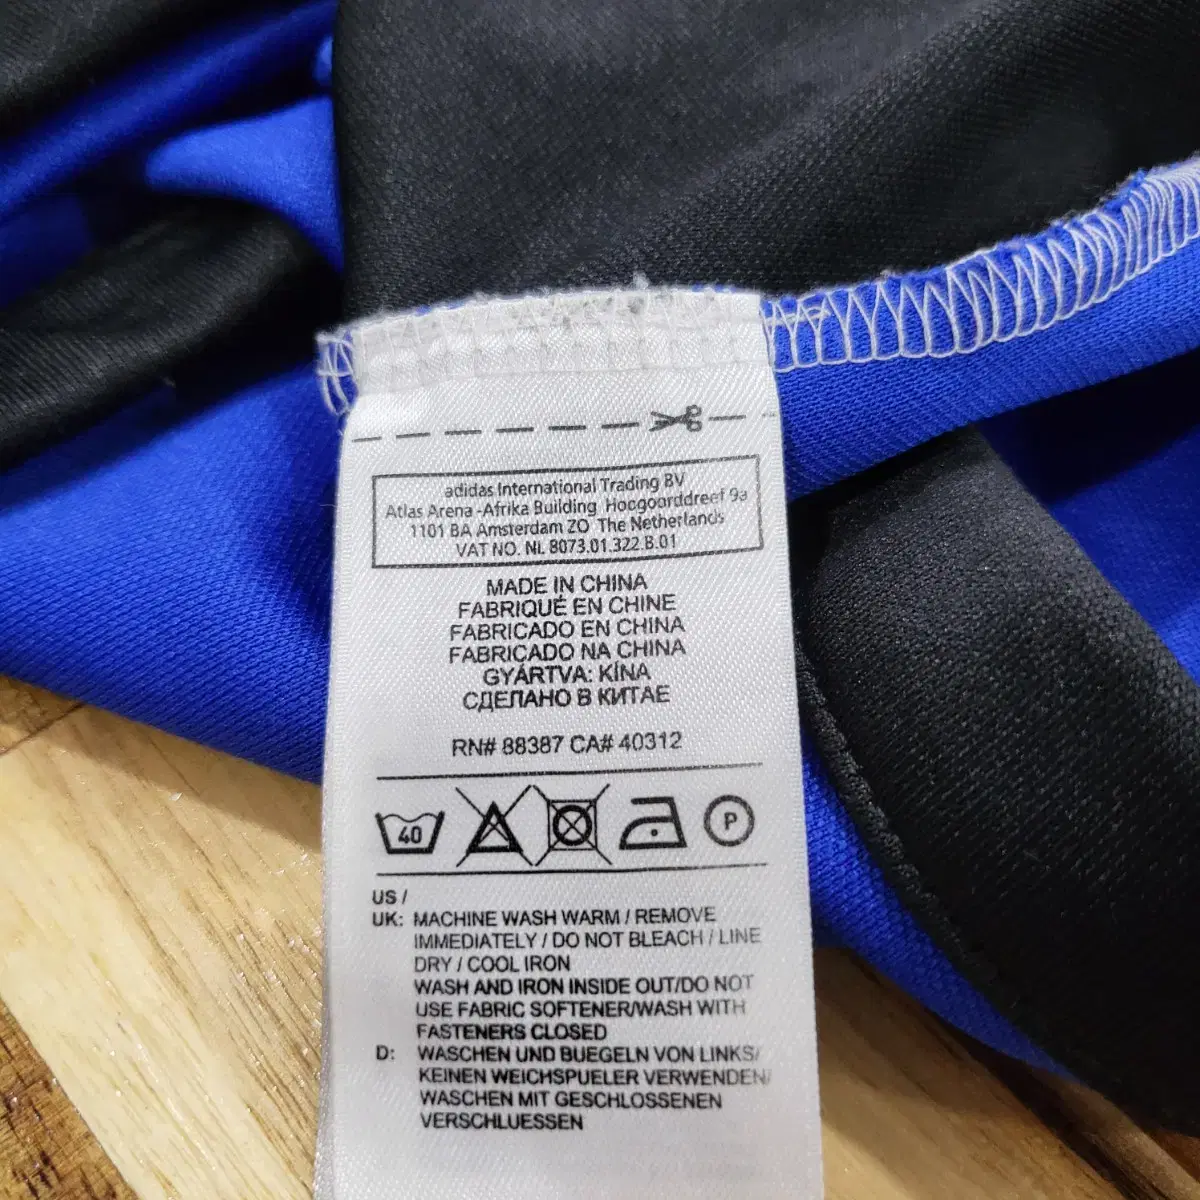 adidas International Trading BV
Atlas Arena -Afrika Building Hoogoorddreef 9a
1101 BA Amsterdam ZO The Netherlands
VAT NO. NL 8073.01.322.B.01
MADE IN CHINA
FABRIQUÉ EN CHINE
FABRICADO EN CHINA
FABRICADO NA CHINA
GYÁRTVA: KÍNA
СДЕЛАНО В КИТАЕ
RN# 88387 CA# 40312
40 P
US /
UK: MACHINE WASH WARM / REMOVE
IMMEDIATELY / DO NOT BLEACH / LINE
DRY / COOL IRON
WASH AND IRON INSIDE OUT/DO NOT
USE FABRIC SOFTENER/WASH WITH
FASTENERS CLOSED
D: WASCHEN UND BUEGELN VON LINKS/
KEINEN WEICHSPUELER VERWENDEN/
WASCHEN MIT GESCHLOSSENEN
VERSCHLUESSEN